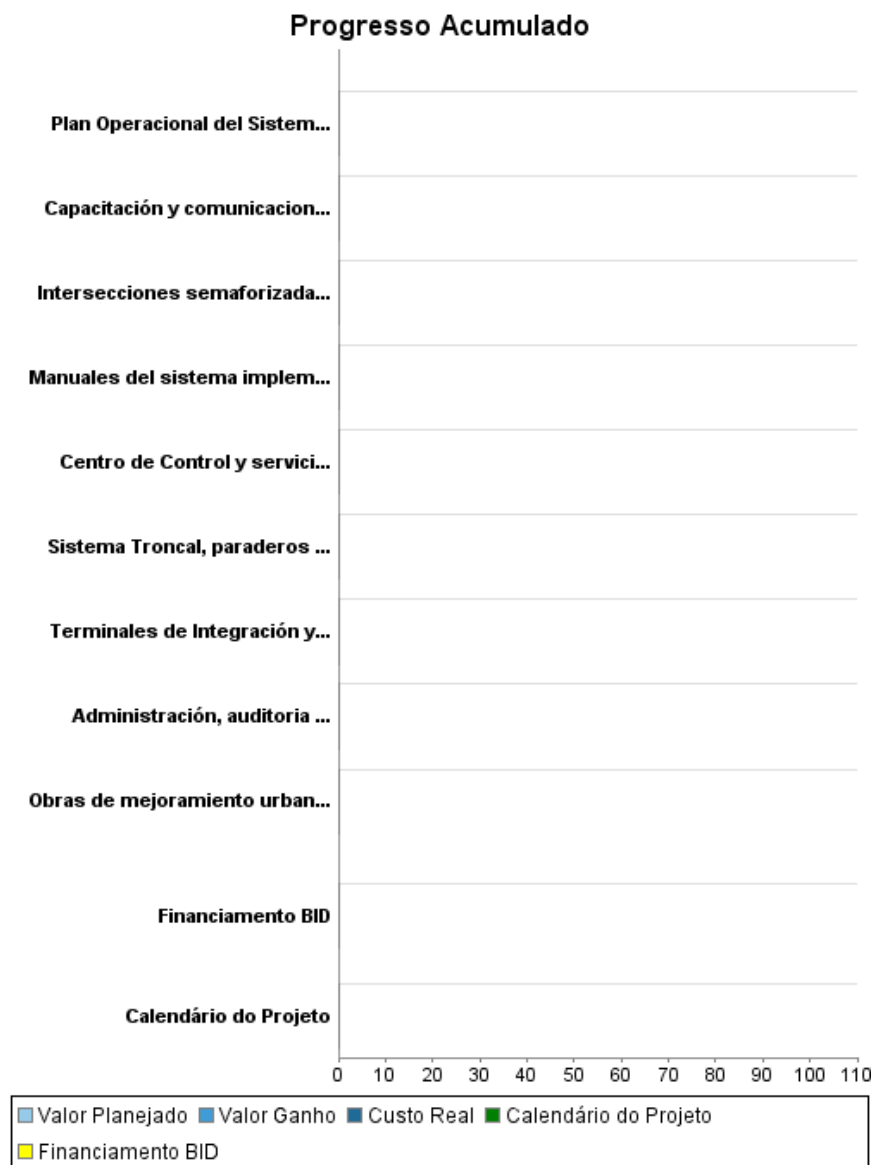 Progresso Acumulado
Plan Operacional del Sistem...
Capacitación y comunicacion...
Intersecciones semaforizada...
Manuales del sistema implem...
Centro de Control y servici...
Sistema Troncal, paraderos ...
Terminales de Integración y...
Administración, auditoria ...
Obras de mejoramiento urban...
Financiamento BID
Calendário do Projeto
0 10 20 30 40 50 60 70 80 90 100 110
Valor Planejado Valor Ganho Custo Real Calendário do Projeto
Financiamento BID